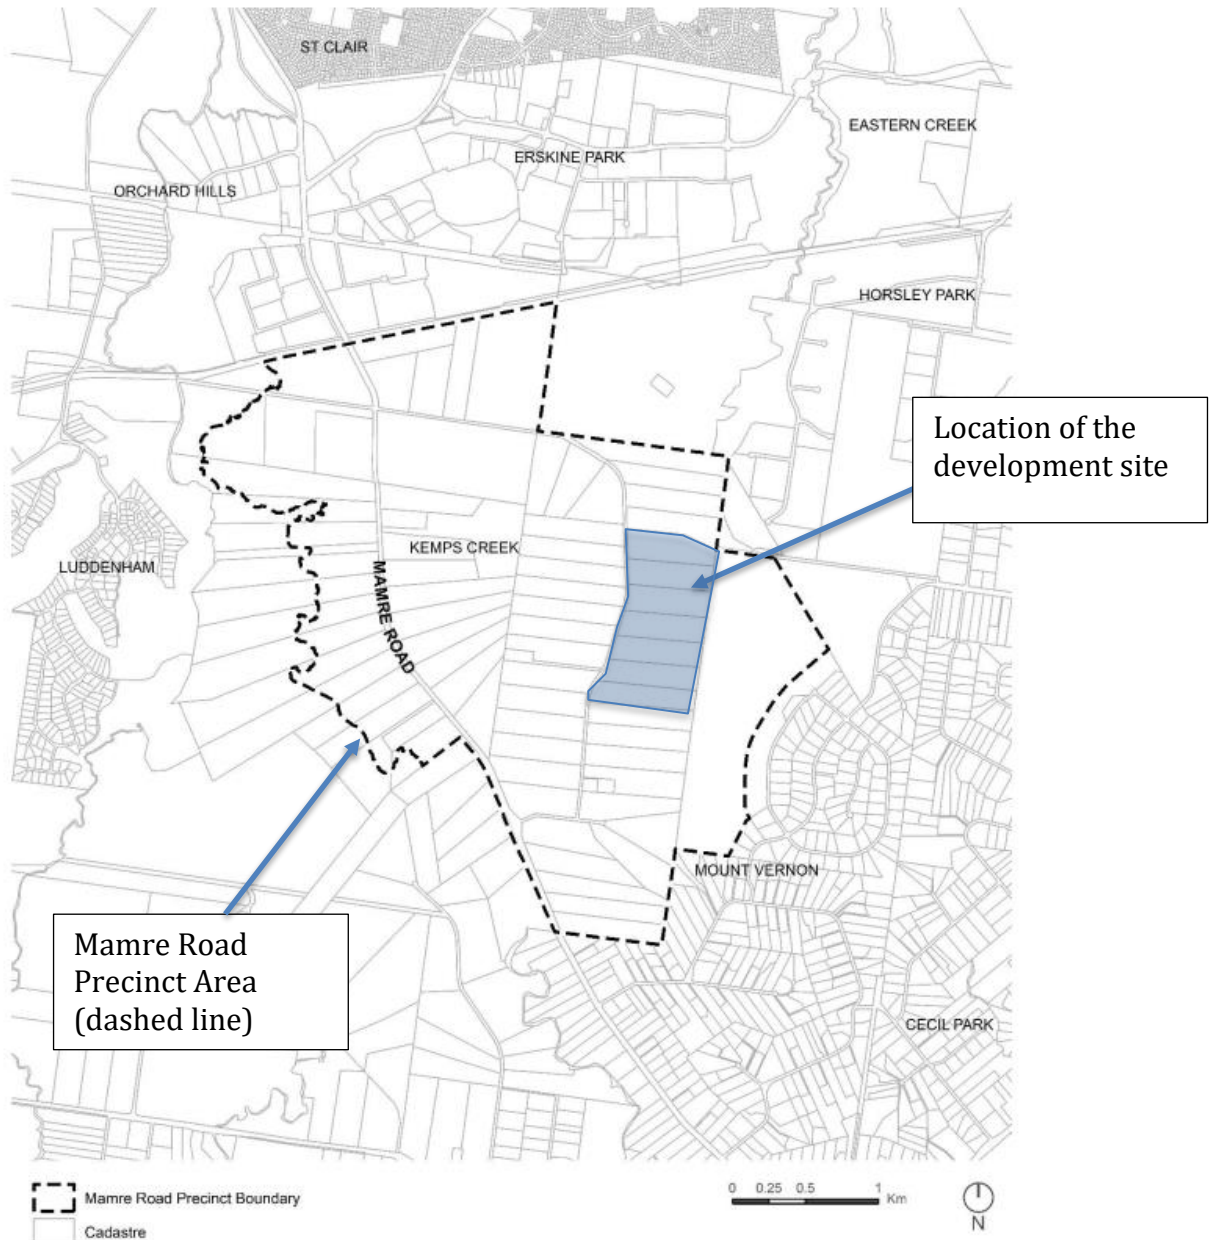 ST CLAIR
EASTERN CREEK
ERSKINE PARK
ORCHARD HILLS
HORSLEY PARK
Location of the
development site
KEMPS CREEK
LUDDENHAM
MAMRE ROAD
MOUNT VERNON
Mamre Road
Precinct Area
(dashed line)
CECIL PARK
Mamre Road Precinct Boundary
Cadastre
0 0.25 0.5 1
Km
N